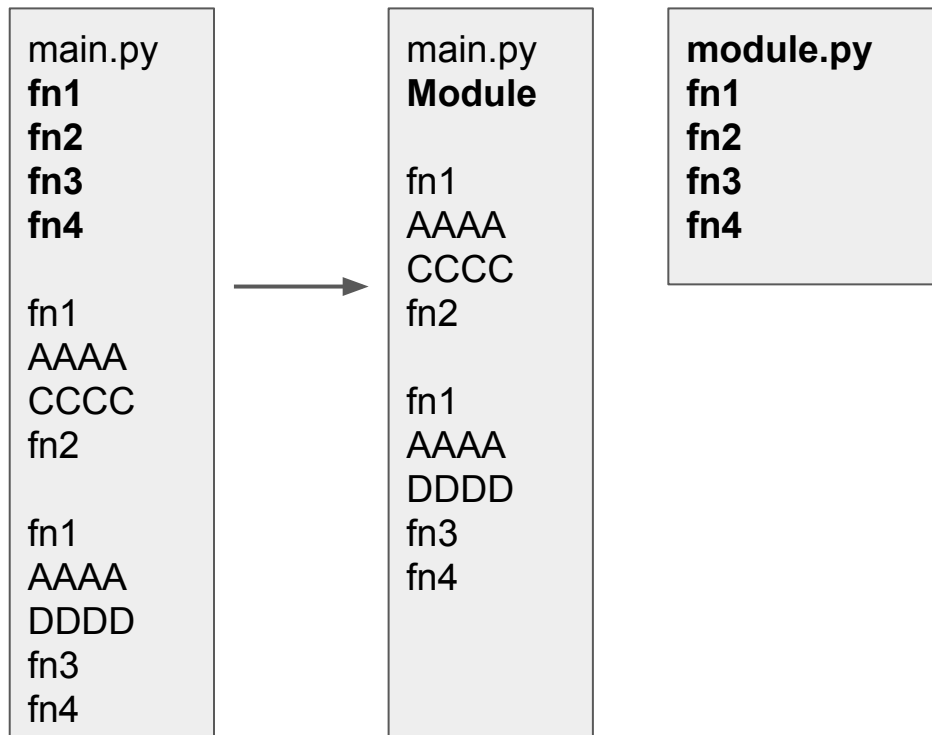 main.py
fn1
fn2
fn3
fn4
fn1
AAAA
CCCC
fn2
fn1
AAAA
DDDD
fn3
fn4
main.py
Module
fn1
AAAA
CCCC
fn2
fn1
AAAA
DDDD
fn3
fn4
module.py
fn1
fn2
fn3
fn4